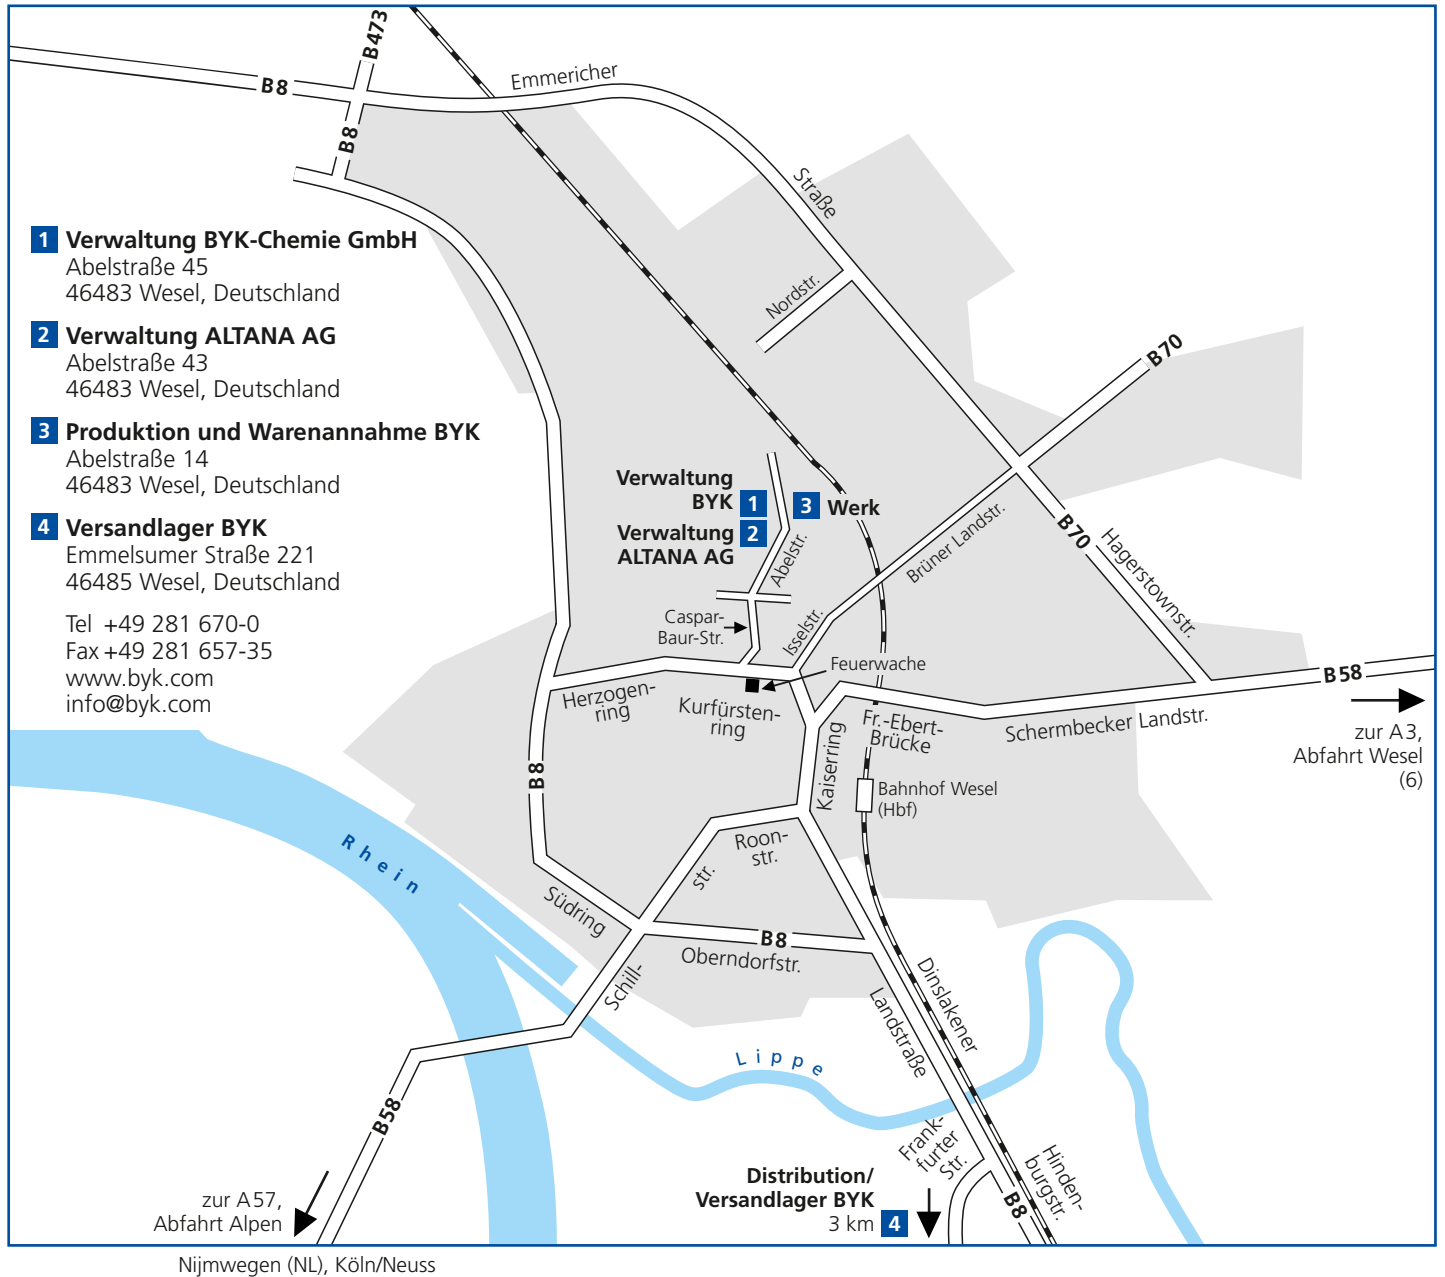 B473
B8
B8
Emmericher
Straße
Nordstr.
1 Verwaltung BYK-Chemie GmbH
Abelstraße 45
46483 Wesel, Deutschland
2 Verwaltung ALTANA AG
Abelstraße 43
46483 Wesel, Deutschland
3 Produktion und Warenannahme BYK
Abelstraße 14
46483 Wesel, Deutschland
4 Versandlager BYK
Emmelsumer Straße 221
46485 Wesel, Deutschland
Tel +49 281 670-0
Fax +49 281 657-35
www.byk.com
info@byk.com
B70
Verwaltung
BYK 1
3 Werk
Verwaltung 2
ALTANA AG
Abelstr.
Brüner Landstr.
B70
Hagerstownstr.
Caspar-
Baur-Str.
Isselstr.
Feuerwache
Herzogen-
ring
Kurfürsten-
ring
Kaiserring
Fr.-Ebert-
Brücke
Schermbecker Landstr.
B58
zur A3,
Abfahrt Wesel
(6)
B8
Bahnhof Wesel
(Hbf)
Rhein
Roon-
str.
str.
Südring
B8
Oberndorfstr.
Schill-
Dinslakener
Landstraße
Lippe
B58
Frank-
furter
Str.
Hinden-
burgstr.
B8
zur A57,
Abfahrt Alpen
Distribution/
Versandlager BYK
3 km 4
Nijmwegen (NL), Köln/Neuss